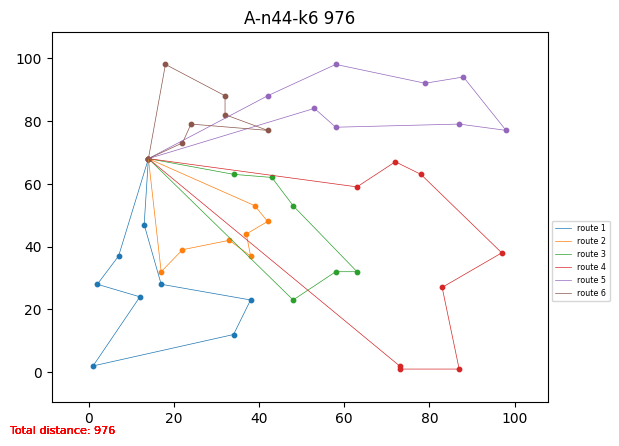 A-n44-k6 976
100
80
60
40
20
0
0 20 40 60 80 100
route 1
route 2
route 3
route 4
route 5
route 6
Total distance: 976